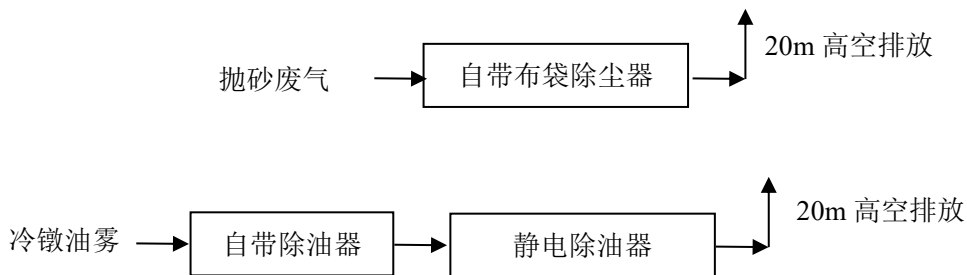 20m 高空排放
抛砂废气
自带布袋除尘器
20m 高空排放
冷镦油雾
自带除油器
静电除油器